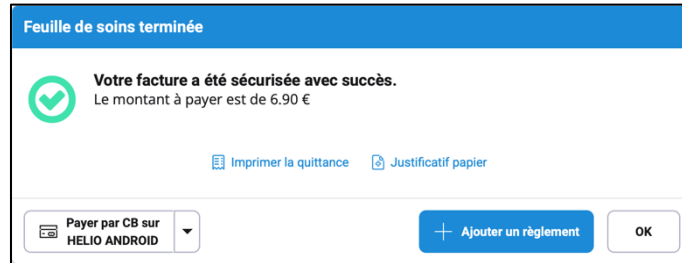 Feuille de soins terminée
Votre facture a été sécurisée avec succès.
Le montant à payer est de 6.90 €
Imprimer la quittance Justificatif papier
Payer par CB sur
HELIO ANDROID
Ajouter un règlement
OK